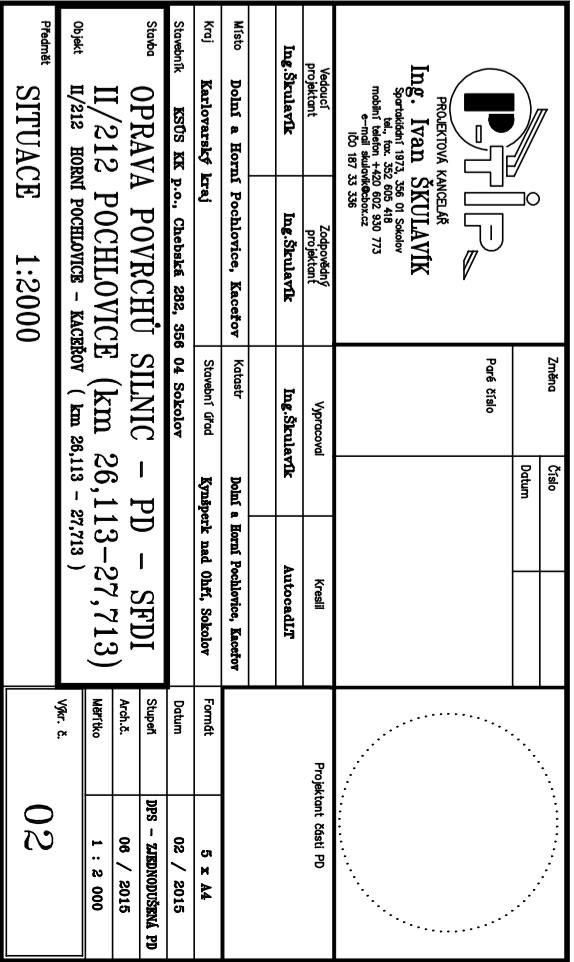 P-TIP
PROJEKTOVÁ KANCELÁŘ
Ing. Ivan ŠKULAVÍK
Spartakiádní 1973, 356 01 Sokolov
tel., fax. 352 605 418
mobilní telefon +420 602 930 773
e-mail skulavik@cbox.cz
IČO 187 33 336
Změna
Číslo
Datum
Paré číslo
Vedoucí projektant
Zodpovědný projektant
Vypracoval
Kreslil
Projektant části PD
Ing.Škulavík
Ing.Škulavík
Ing.Škulavík
AutocadLT
Místo
Dolní a Horní Pochlovice, Kaceřov
Katastr
Dolní a Horní Pochlovice, Kaceřov
Kraj
Karlovarský kraj
Stavební úřad
Kynšperk nad Ohří, Sokolov
Formát
5 x A4
Stavebník
KSÚS KK p.o., Chebská 282, 356 04 Sokolov
Datum
02 / 2015
Stavba
OPRAVA POVRCHŮ SILNIC - PD - SFDI
II/212 POCHLOVICE (km 26,113-27,713)
Stupeň
DPS - ZJEDNODUŠENÁ PD
Arch.č.
06 / 2015
Objekt
II/212 HORNÍ POCHLOVICE - KACEŘOV ( km 26,113 - 27,713 )
Měřítko
1 : 2 000
Předmět
SITUACE 1:2000
Výkr. č.
02